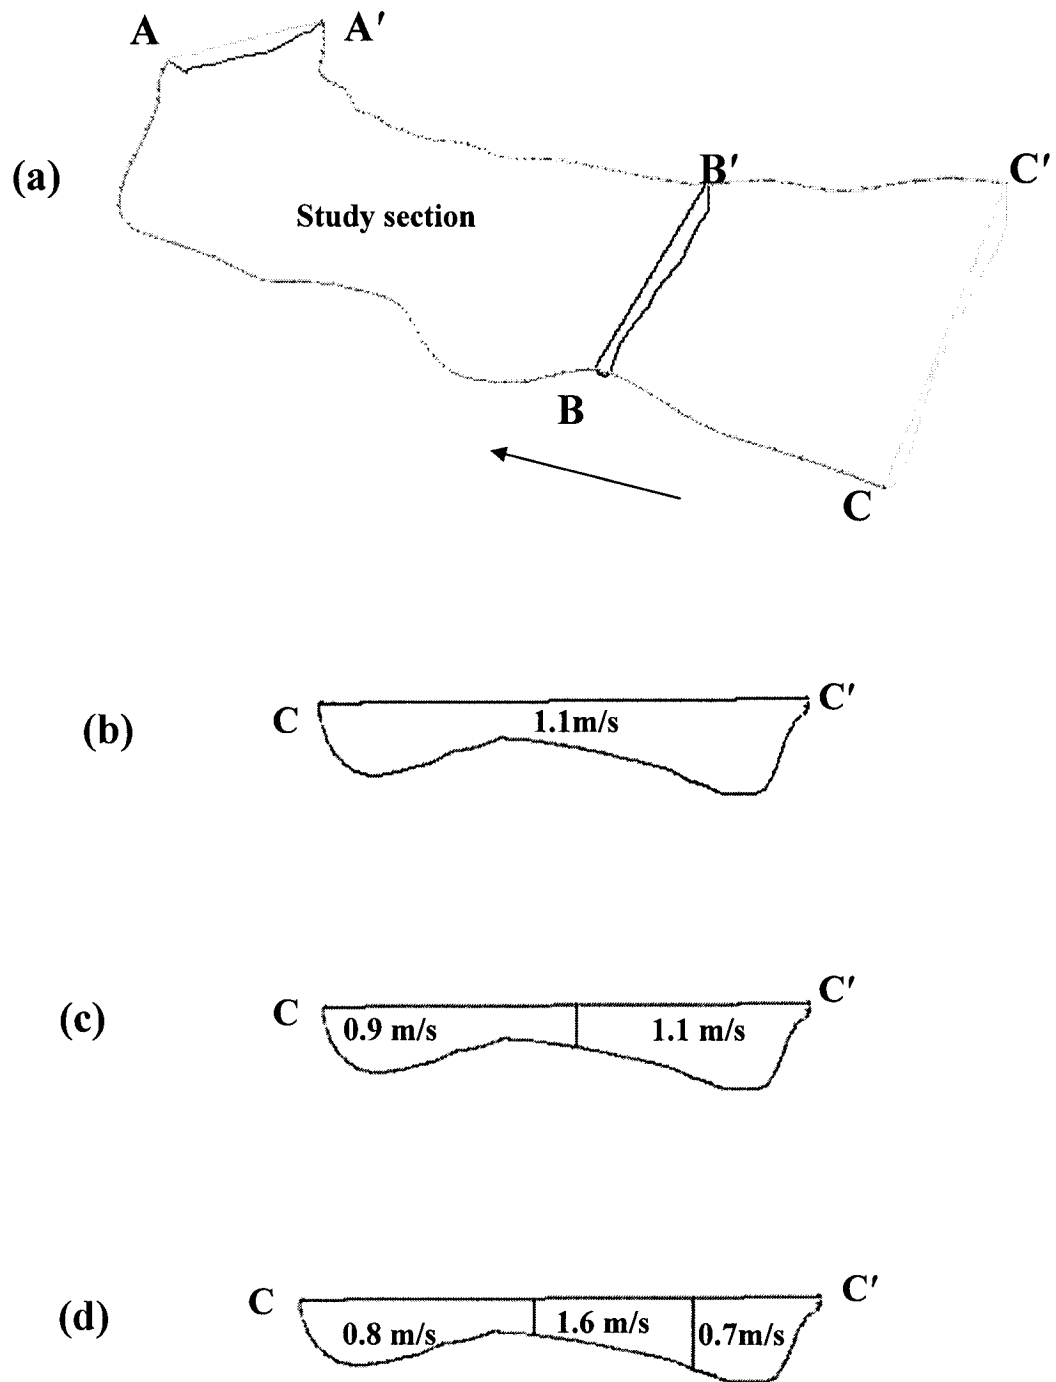 A A′
(a)
B′ C′
Study section
B
C
(b)
C C′
1.1m/s
(c)
C C′
0.9 m/s 1.1 m/s
(d)
C C′
0.8 m/s 1.6 m/s 0.7m/s